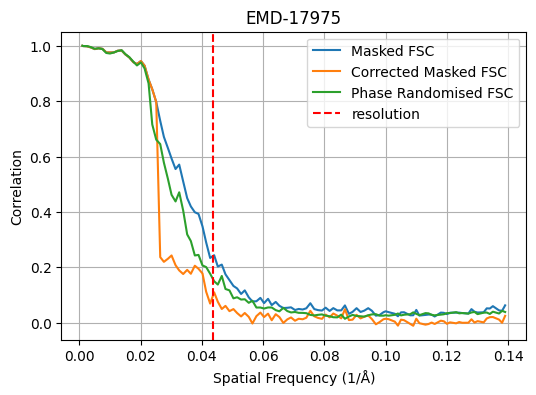 EMD-17975
Masked FSC
Corrected Masked FSC
Phase Randomised FSC
resolution
Correlation
1.0
0.8
0.6
0.4
0.2
0.0
0.00 0.02 0.04 0.06 0.08 0.10 0.12 0.14
Spatial Frequency (1/Å)